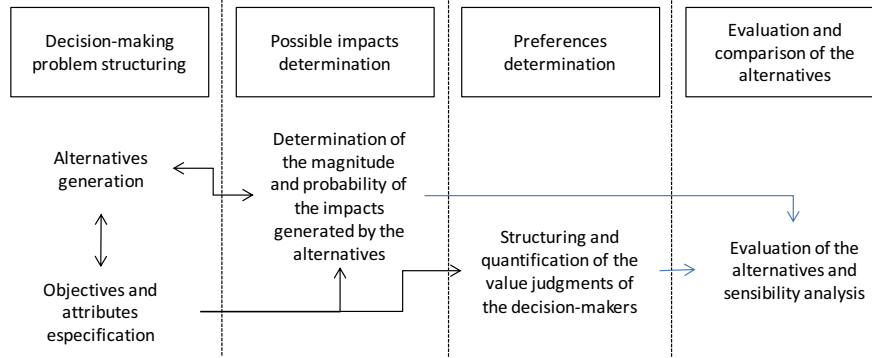 Decision-making
problem structuring
Possible impacts
determination
Preferences
determination
Evaluation and
comparison of the
alternatives
Alternatives
generation
Objectives and
attributes
especification
Determination of
the magnitude
and probability of
the impacts
generated by the
alternatives
Structuring and
quantification of the
value judgments of
the decision-makers
Evaluation of the
alternatives and
sensibility analysis